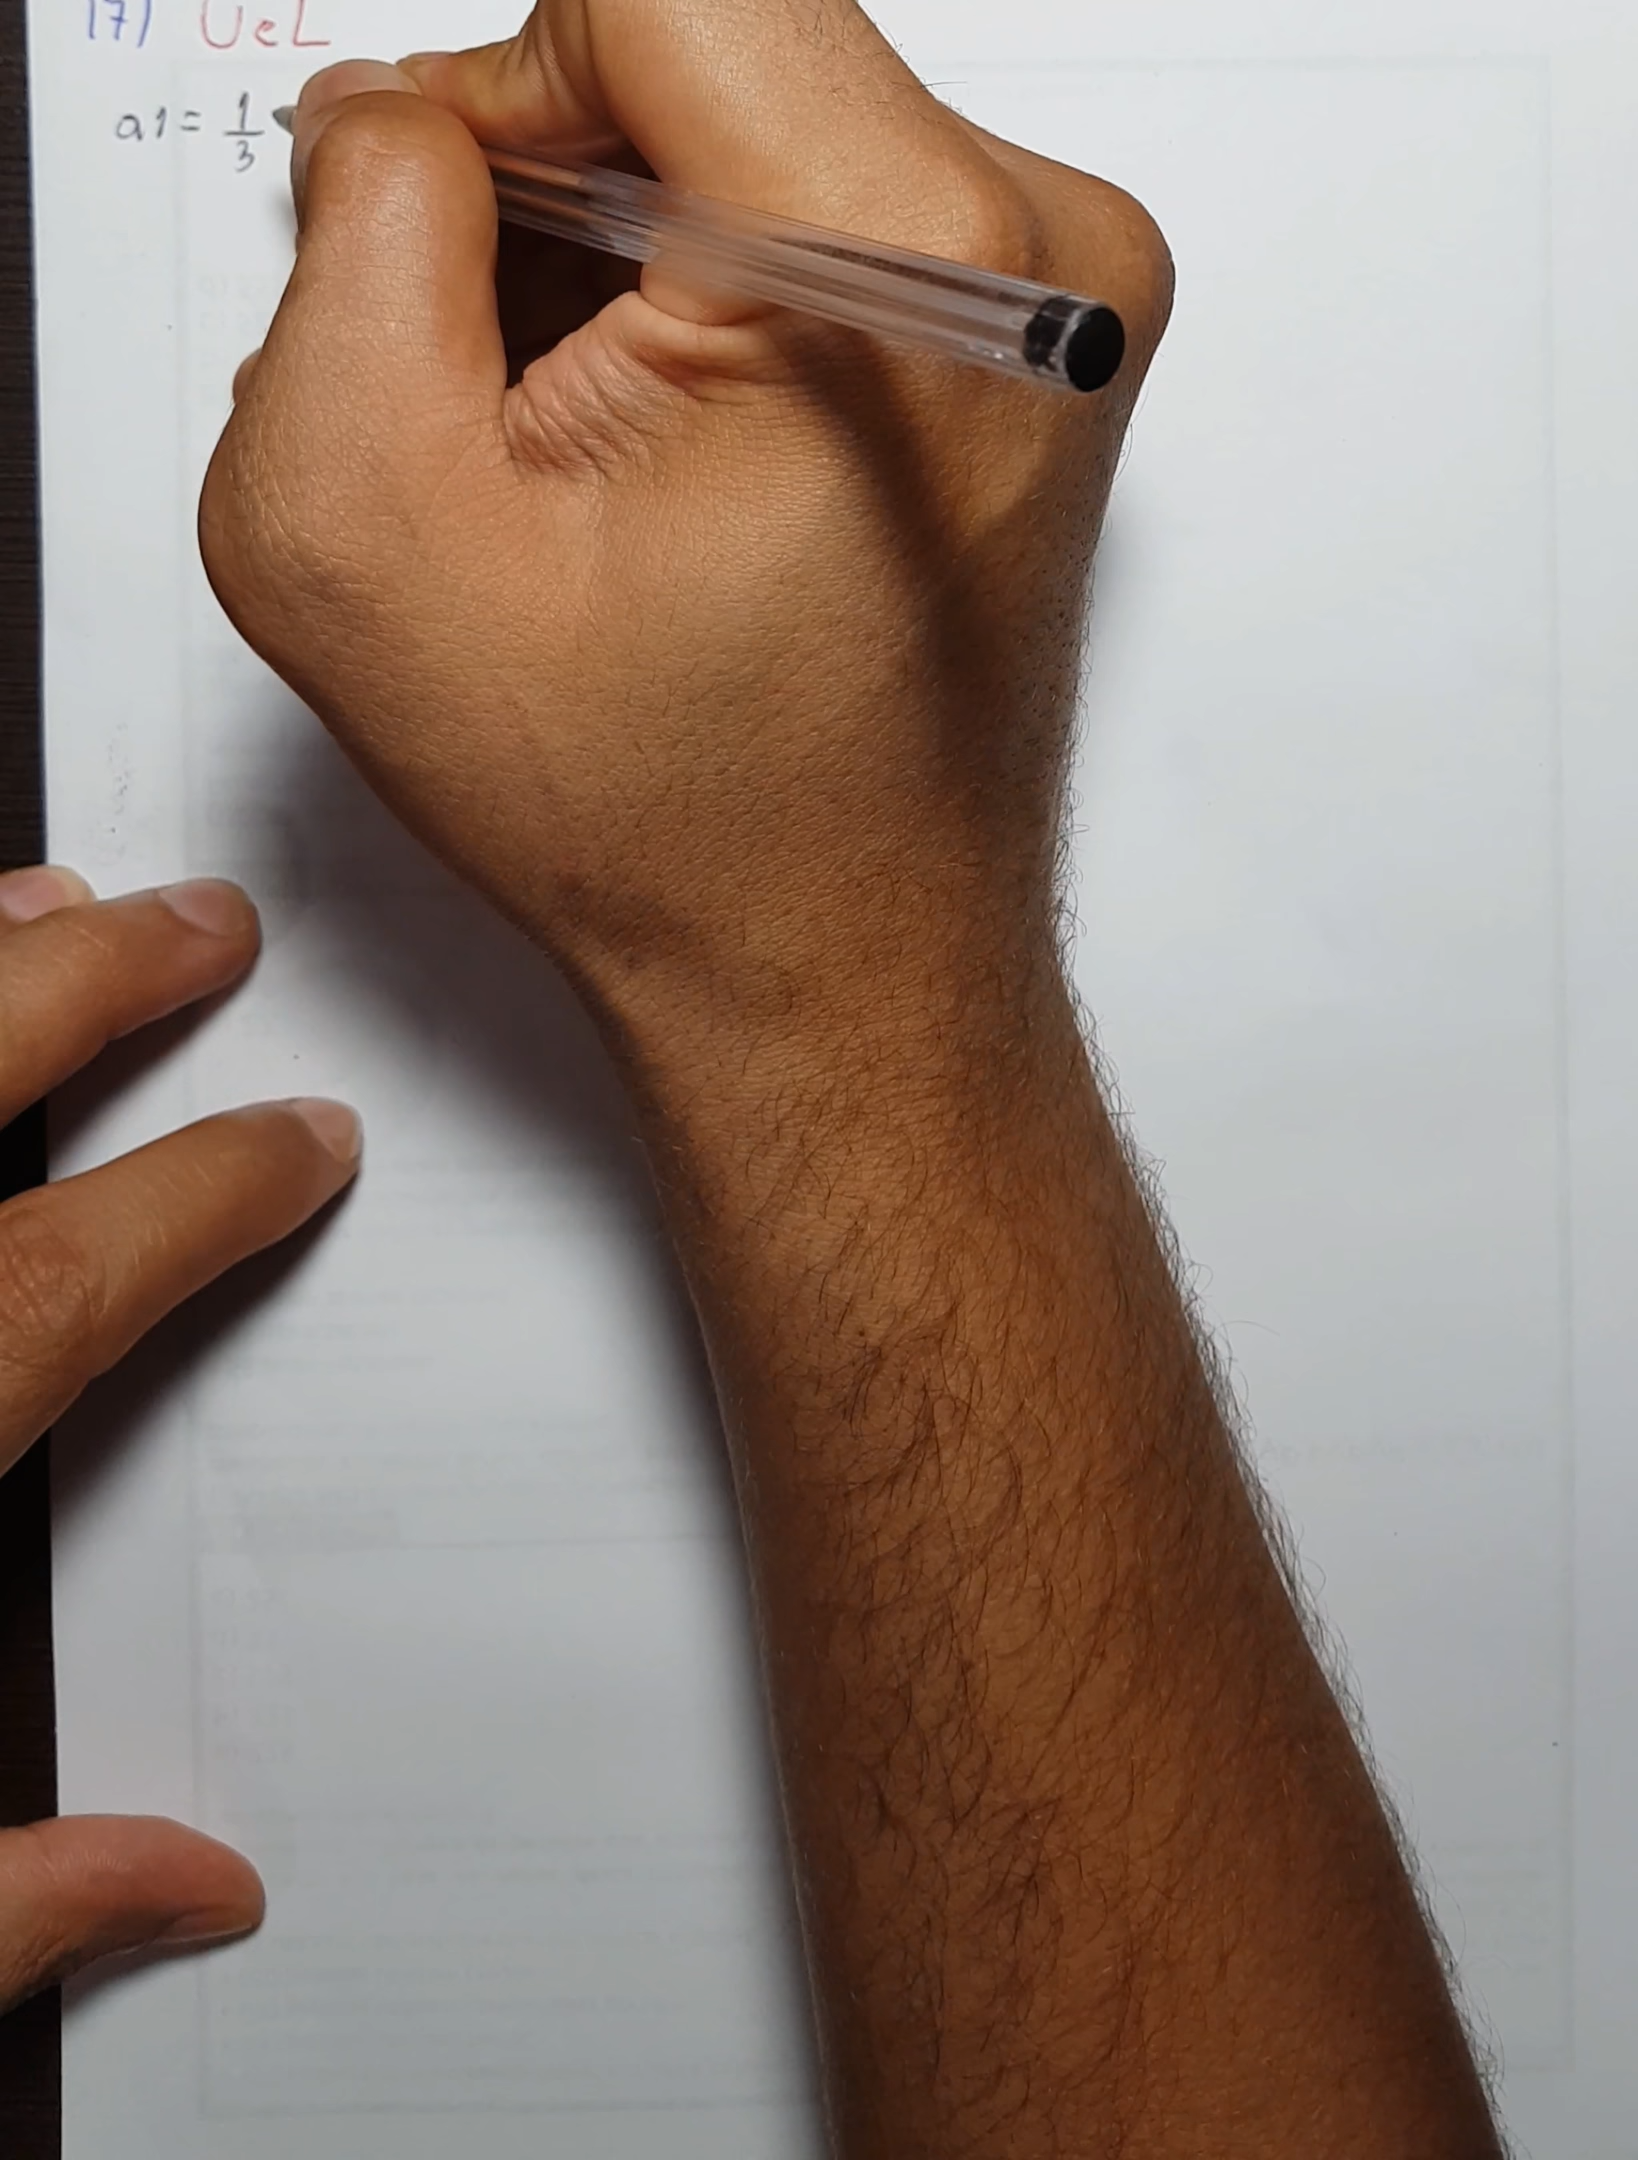 17) UeL
a1 = 1/3